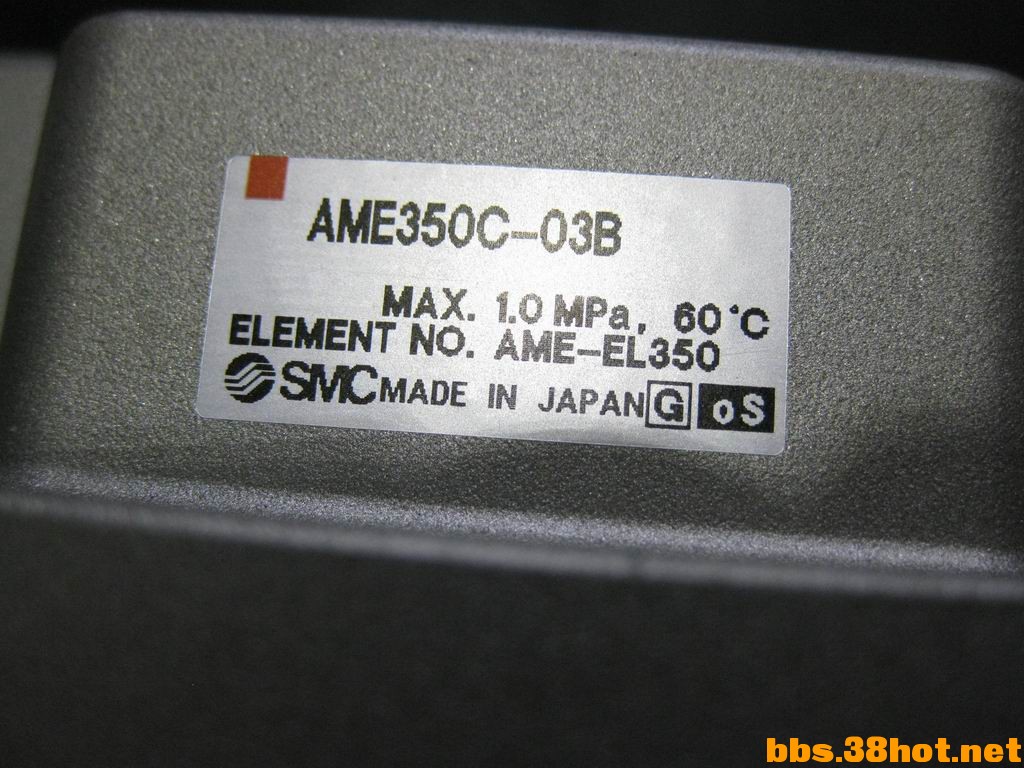 AME350C-03B
MAX. 1.0 MPa, 60°C
ELEMENT NO. AME-EL350
SMC MADE IN JAPAN G oS
bbs.38hot.net